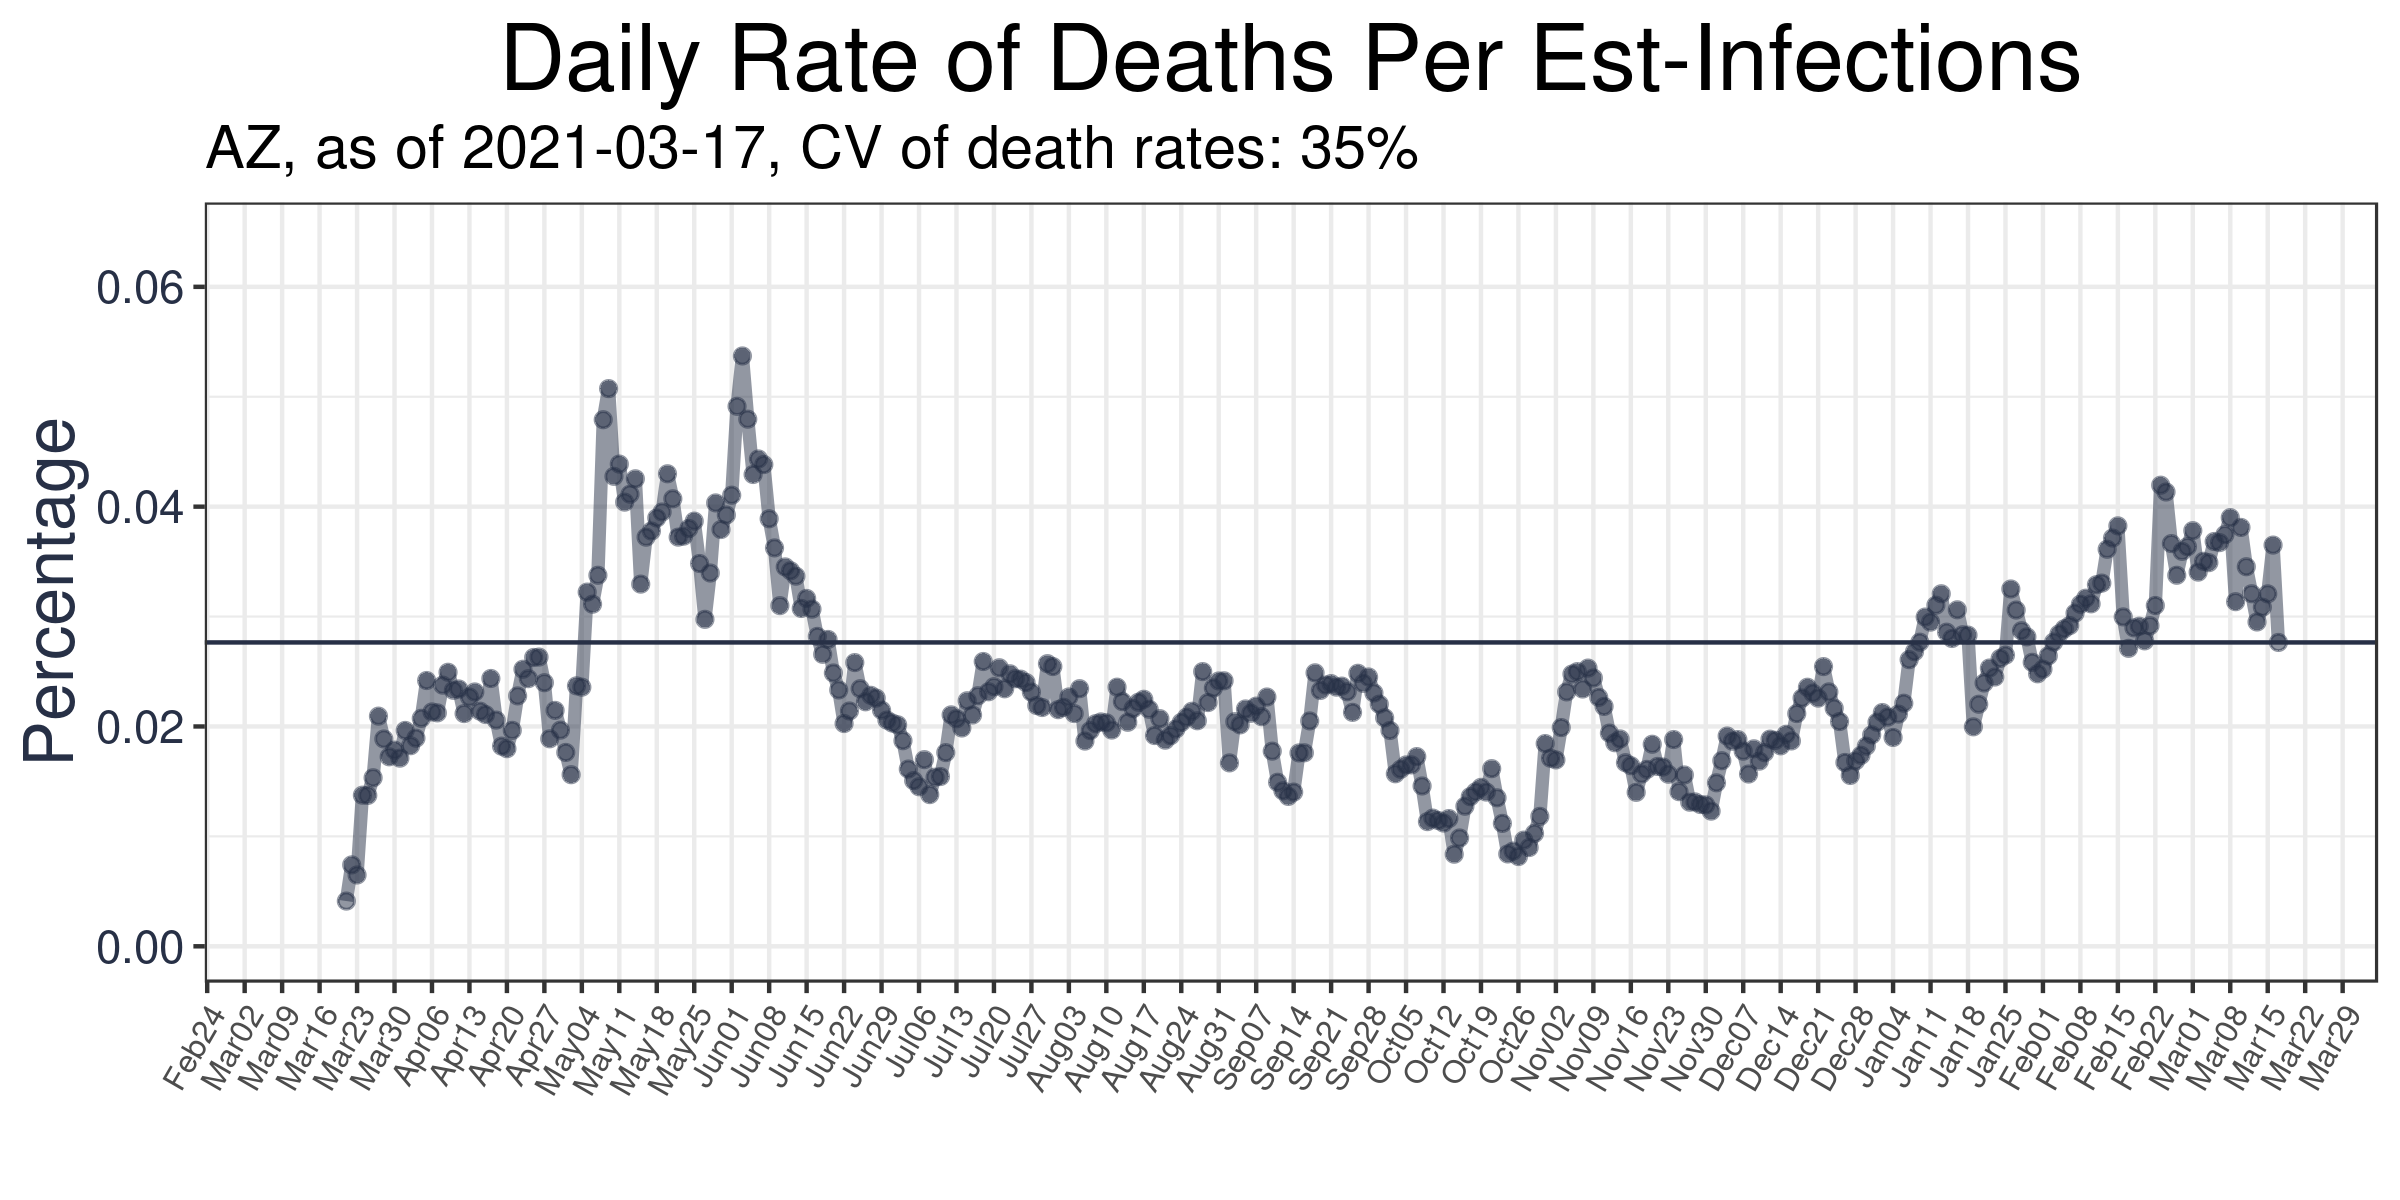 Daily Rate of Deaths Per Est-Infections
AZ, as of 2021-03-17, CV of death rates: 35%
Percentage
0.06
0.04
0.02
0.00
Feb24
Mar02
Mar09
Mar16
Mar23
Mar30
Apr06
Apr13
Apr20
Apr27
May04
May11
May18
May25
Jun01
Jun08
Jun15
Jun22
Jun29
Jul06
Jul13
Jul20
Jul27
Aug03
Aug10
Aug17
Aug24
Aug31
Sep07
Sep14
Sep21
Sep28
Oct05
Oct12
Oct19
Oct26
Nov02
Nov09
Nov16
Nov23
Nov30
Dec07
Dec14
Dec21
Dec28
Jan04
Jan11
Jan18
Jan25
Feb01
Feb08
Feb15
Feb22
Mar01
Mar08
Mar15
Mar22
Mar29